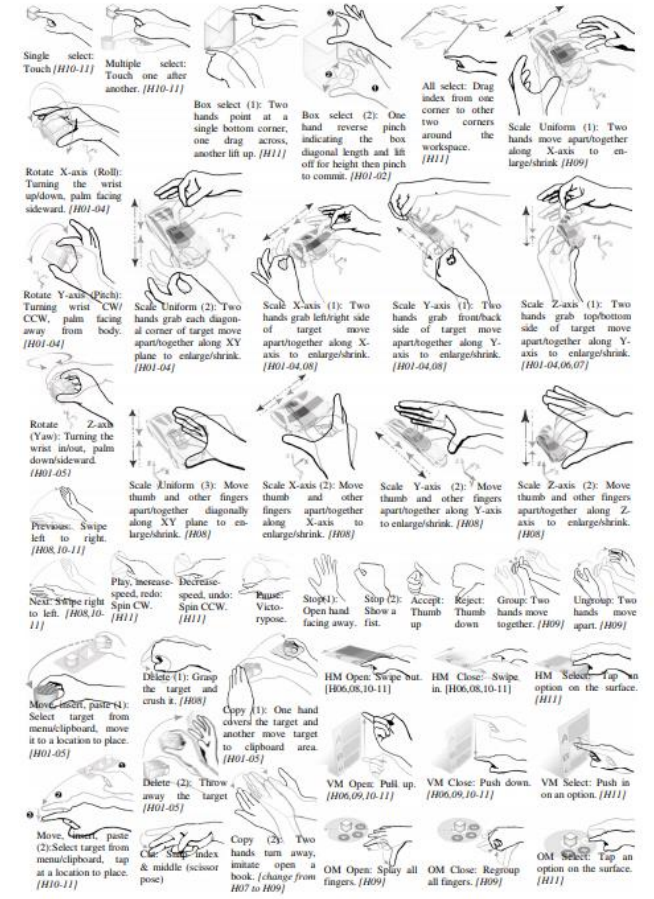 Single select:
Touch [H10-11]
Multiple select:
Touch one after
another. [H10-11]
Box select (1): Two
hands point at a
single bottom corner,
one drag across,
another lift up. [H11]
Box select (2): One
hand reverse pinch
indicating the box
diagonal length and lift
off for height then pinch
to commit. [H01-02]
All select: Drag
index from one
corner to other
two corners
around the
workspace.
[H11]
Scale Uniform (1): Two
hands move apart/together
along X-axis to en-
large/shrink [H09]
Rotate X-axis (Roll):
Turning the wrist
up/down, palm facing
sideward. [H01-04]
Rotate Y-axis (Pitch):
Turning wrist CW/
CCW, palm facing
away from body.
[H01-04]
Scale Uniform (2): Two
hands grab each diagon-
al corner of target move
apart/together along XY
plane to enlarge/shrink.
[H01-04]
Scale X-axis (1): Two
hands grab left/right side
of target move
apart/together along X-
axis to enlarge/shrink.
[H01-04,08]
Scale Y-axis (1): Two
hands grab front/back
side of target move
apart/together along Y-
axis to enlarge/shrink.
[H01-04,08]
Scale Z-axis (1): Two
hands grab top/bottom
side of target move
apart/together along Y-
axis to enlarge/shrink.
[H01-04,06,07]
Rotate Z-axis
(Yaw): Turning the
wrist in/out, palm
down/sideward.
[H01-05]
Scale Uniform (3): Move
thumb and other fingers
apart/together diagonally
along XY plane to en-
large/shrink. [H08]
Scale X-axis (2): Move
thumb and other
fingers apart/together
along X-axis to
enlarge/shrink. [H08]
Scale Y-axis (2): Move
thumb and other fingers
apart/together along Y-axis
to enlarge/shrink. [H08]
Scale Z-axis (2): Move
thumb and other fingers
apart/together along Z-
axis to enlarge/shrink.
[H08]
Previous: Swipe
left to right.
[H08,10-11]
Next: Swipe right
to left. [H08,10-
11]
Play, increase-
speed, redo:
Spin CW.
[H11]
Decrease-
speed, undo:
Spin CCW.
[H11]
Pause:
Victo-
rypose.
Stop(1):
Open hand
facing away.
Stop (2):
Show a
fist.
Accept:
Thumb
up
Reject:
Thumb
down
Group: Two
hands move
together. [H09]
Ungroup: Two
hands move
apart. [H09]
Move, insert, paste (1):
Select target from
menu/clipboard, move
it to a location to place.
[H01-05]
Delete (1): Grasp
the target and
crush it. [H08]
Copy (1): One hand
covers the target and
another move target
to clipboard area.
[H01-05]
HM Open: Swipe out.
[H06,08,10-11]
HM Close: Swipe
in. [H06,08,10-11]
HM Select: Tap an
option on the surface.
[H11]
Delete (2): Throw
away the target
[H01-05]
VM Open: Pull up.
[H06,09,10-11]
VM Close: Push down.
[H06,09,10-11]
VM Select: Push in
on an option. [H11]
Move, insert, paste
(2):Select target from
menu/clipboard, tap
at a location to place.
[H10-11]
Cut: Snap index
& middle (scissor
pose)
Copy (2): Two
hands turn away,
imitate open a
book. [change from
H07 to H09]
OM Open: Splay all
fingers. [H09]
OM Close: Regroup
all fingers. [H09]
OM Select: Tap an
option on the surface.
[H11]